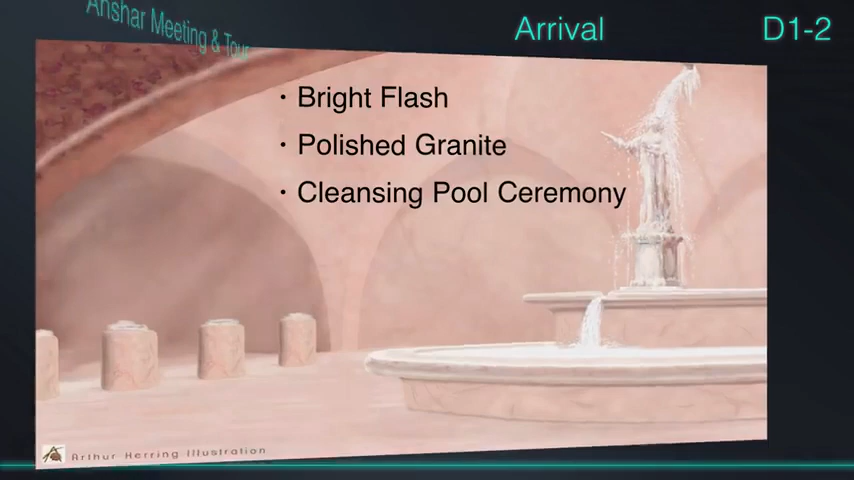 Anshar Meeting & Tour
Arrival
D1-2
• Bright Flash
• Polished Granite
• Cleansing Pool Ceremony
Arthur Herring Illustration